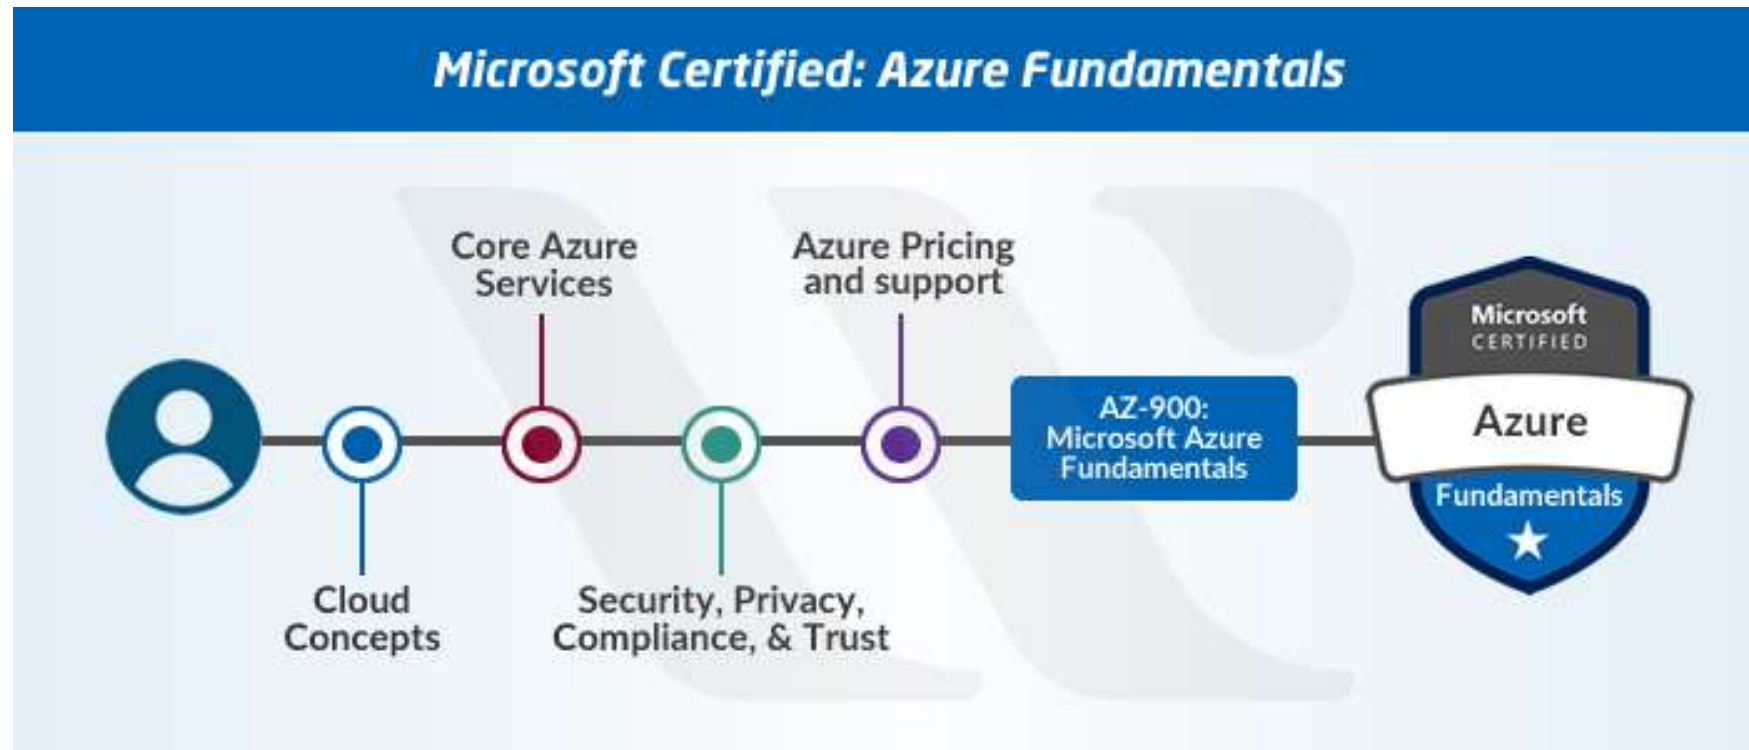 Microsoft Certified: Azure Fundamentals
Cloud
Concepts
Core Azure
Services
Security, Privacy,
Compliance, & Trust
Azure Pricing
and support
AZ-900:
Microsoft Azure
Fundamentals
Microsoft
CERTIFIED
Azure
Fundamentals